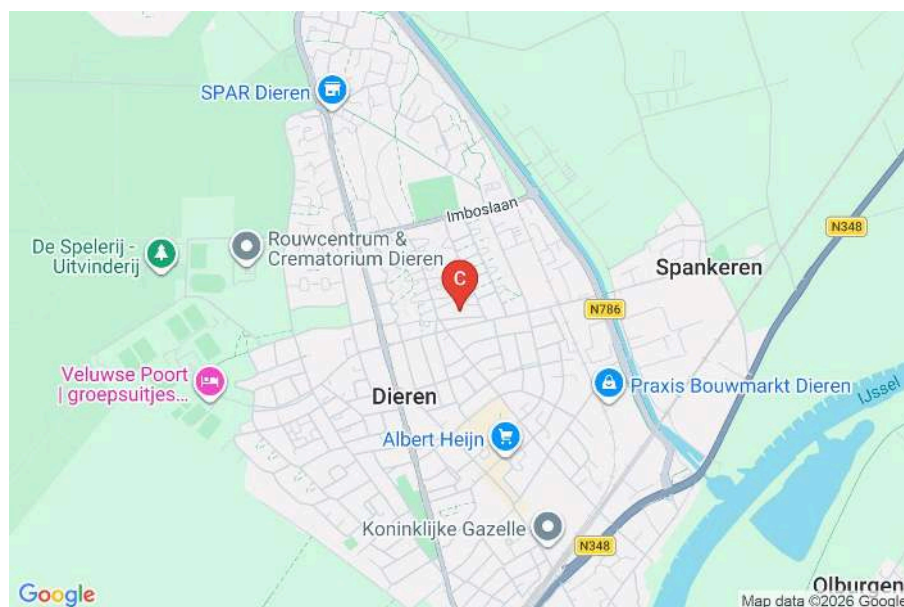 SPAR Dieren
Imboslaan
N348
De Spelerij -
Uitvinderij
Rouwcentrum &
Crematorium Dieren
C
Spankeren
N786
Veluwse Poort
| groepsuitjes...
Dieren
Praxis Bouwmarkt Dieren
IJssel
Albert Heijn
Koninklijke Gazelle
N348
Olburgen
Google
Map data ©2026 Google